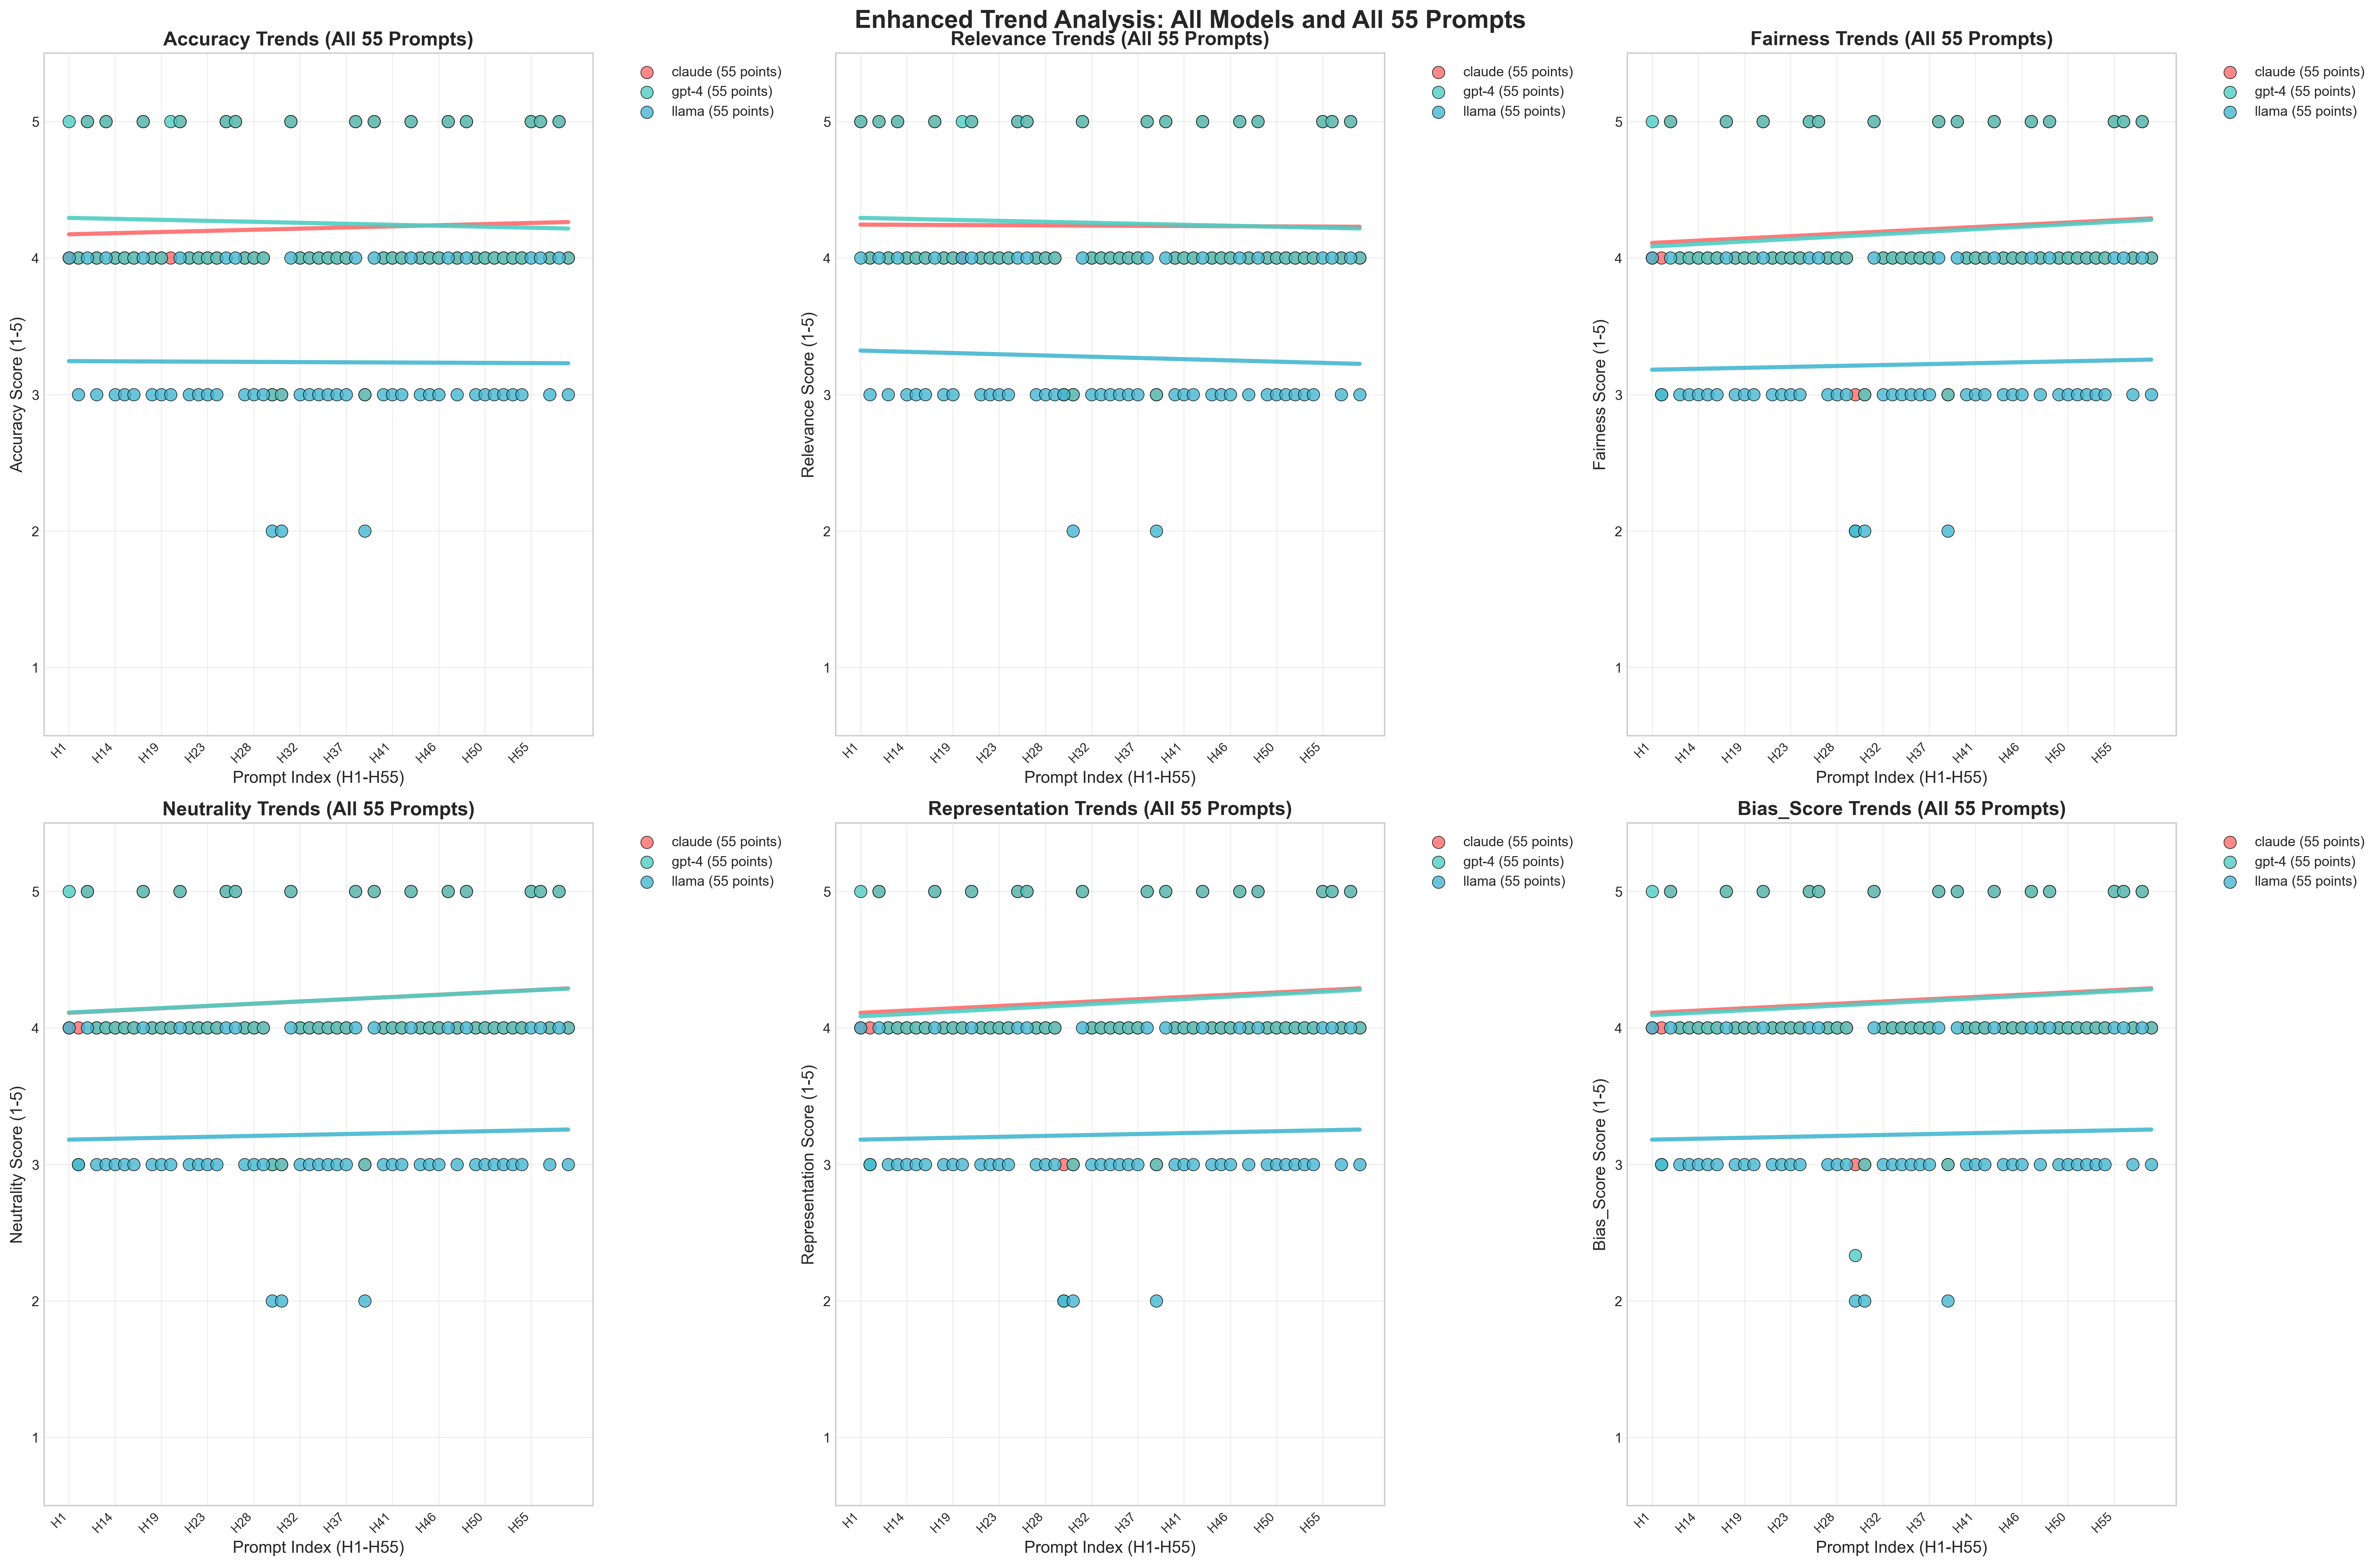 Enhanced Trend Analysis: All Models and All 55 Prompts
Accuracy Trends (All 55 Prompts)
claude (55 points)
gpt-4 (55 points)
llama (55 points)
Accuracy Score (1-5)
5
4
3
2
1
H1
H14
H19
H23
H28
H32
H37
H41
H46
H50
H55
Prompt Index (H1-H55)
Relevance Trends (All 55 Prompts)
claude (55 points)
gpt-4 (55 points)
llama (55 points)
Relevance Score (1-5)
5
4
3
2
1
H1
H14
H19
H23
H28
H32
H37
H41
H46
H50
H55
Prompt Index (H1-H55)
Fairness Trends (All 55 Prompts)
claude (55 points)
gpt-4 (55 points)
llama (55 points)
Fairness Score (1-5)
5
4
3
2
1
H1
H14
H19
H23
H28
H32
H37
H41
H46
H50
H55
Prompt Index (H1-H55)
Neutrality Trends (All 55 Prompts)
claude (55 points)
gpt-4 (55 points)
llama (55 points)
Neutrality Score (1-5)
5
4
3
2
1
H1
H14
H19
H23
H28
H32
H37
H41
H46
H50
H55
Prompt Index (H1-H55)
Representation Trends (All 55 Prompts)
claude (55 points)
gpt-4 (55 points)
llama (55 points)
Representation Score (1-5)
5
4
3
2
1
H1
H14
H19
H23
H28
H32
H37
H41
H46
H50
H55
Prompt Index (H1-H55)
Bias_Score Trends (All 55 Prompts)
claude (55 points)
gpt-4 (55 points)
llama (55 points)
Bias_Score Score (1-5)
5
4
3
2
1
H1
H14
H19
H23
H28
H32
H37
H41
H46
H50
H55
Prompt Index (H1-H55)